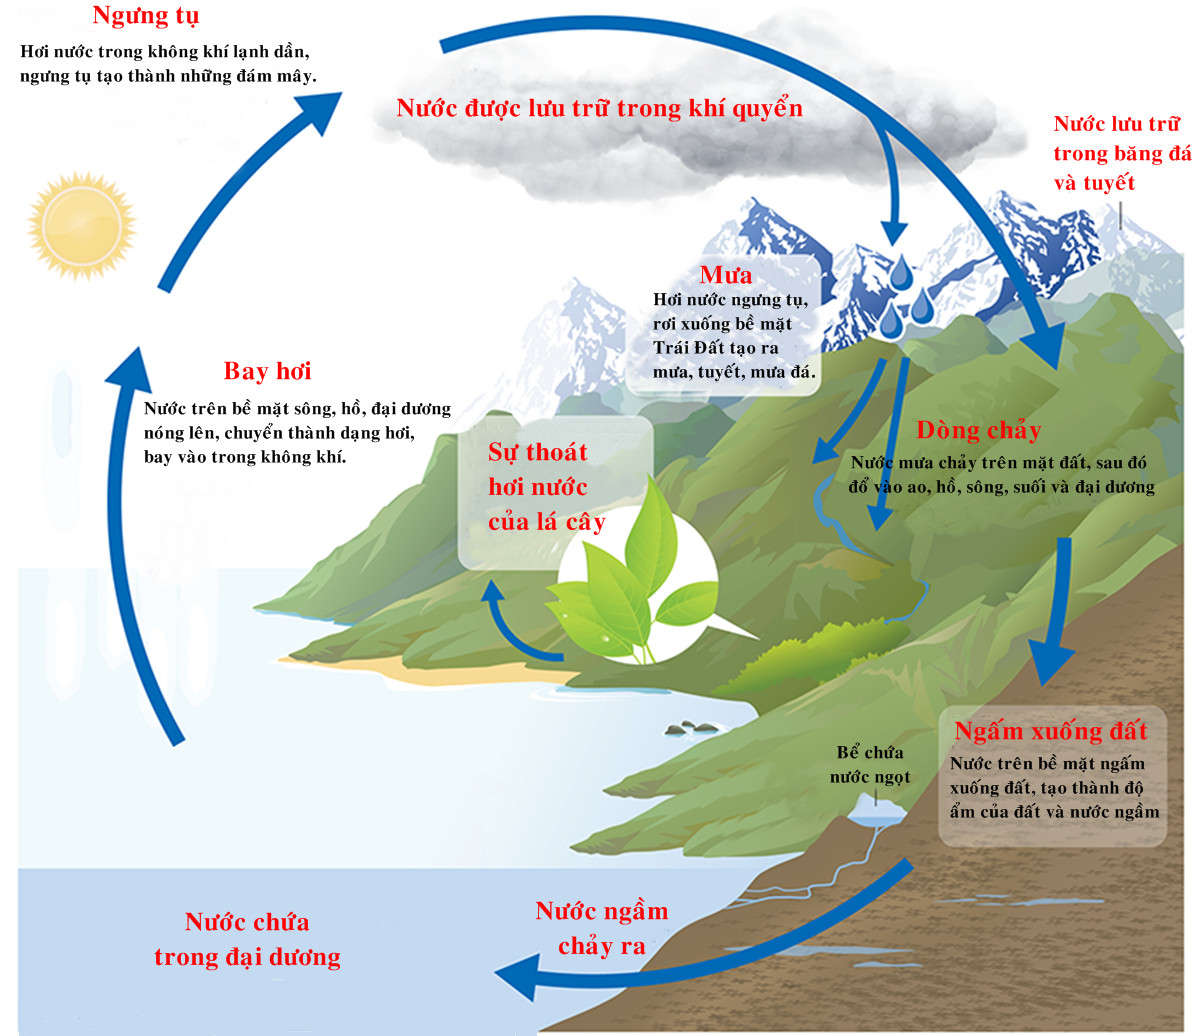 Ngưng tụ
Hơi nước trong không khí lạnh dần,
ngưng tụ tạo thành những đám mây.
Nước được lưu trữ trong khí quyển
Nước lưu trữ
trong băng đá
và tuyết
Mưa
Hơi nước ngưng tụ,
rơi xuống bề mặt
Trái Đất tạo ra
mưa, tuyết, mưa đá.
Bay hơi
Nước trên bề mặt sông, hồ, đại dương
nóng lên, chuyển thành dạng hơi,
bay vào trong không khí.
Sự thoát
hơi nước
của lá cây
Dòng chảy
Nước mưa chảy trên mặt đất, sau đó
đổ vào ao, hồ, sông, suối và đại dương
Ngấm xuống đất
Nước trên bề mặt ngấm
xuống đất, tạo thành độ
ẩm của đất và nước ngầm
Bể chứa
nước ngọt
Nước ngầm
chảy ra
Nước chứa
trong đại dương